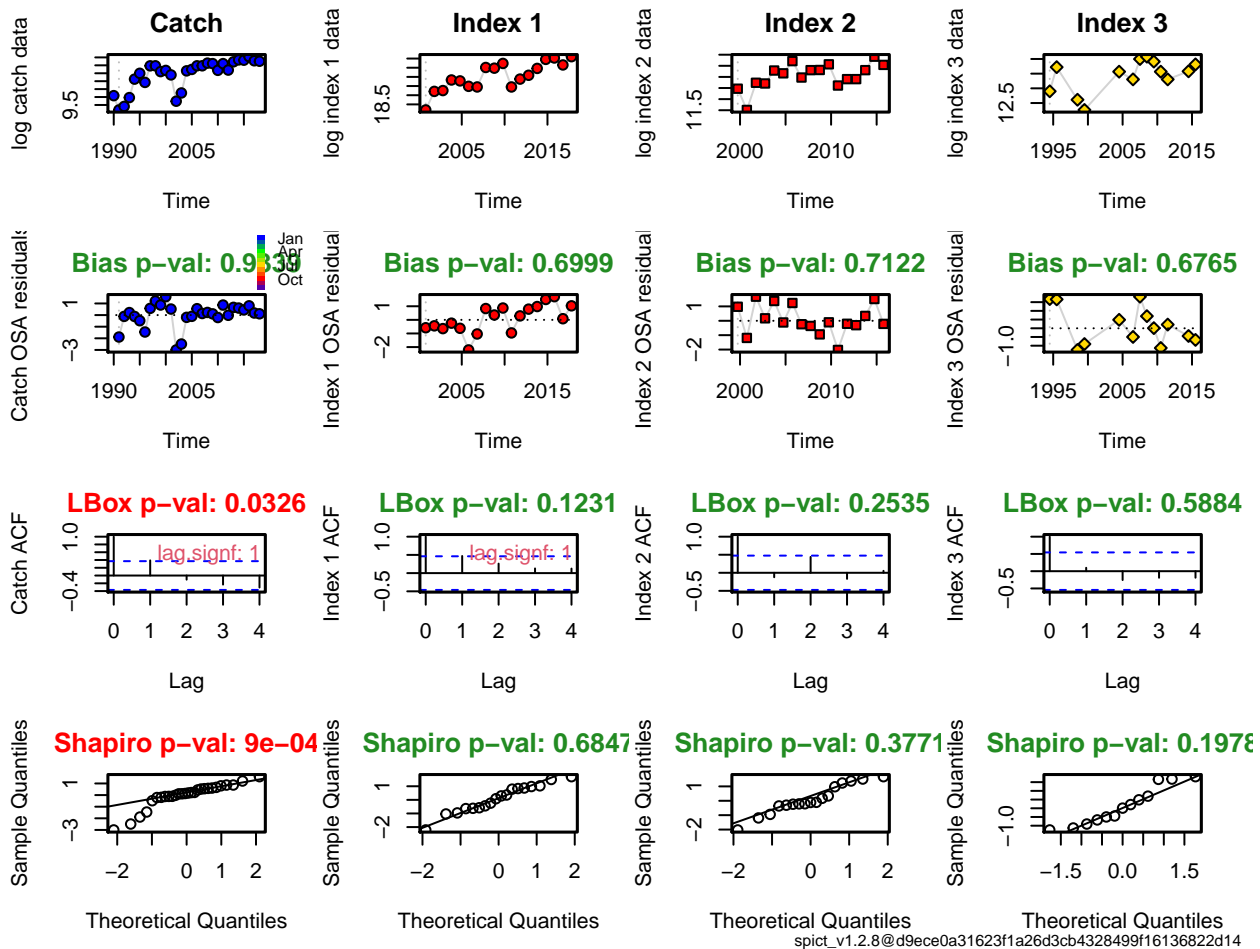 Catch
Index 1
Index 2
Index 3
log catch data
9.5
1990 2005
Time
log index 1 data
18.5
2005 2015
Time
log index 2 data
11.5
2000 2010
Time
log index 3 data
12.5
1995 2005 2015
Time
Bias p−val: 0.9839
Jan
Apr
Jul
Oct
Catch OSA residuals
1
−3
1990 2005
Time
Bias p−val: 0.6999
Index 1 OSA residual
1
−2
2005 2015
Time
Bias p−val: 0.7122
Index 2 OSA residual
1
−2
2000 2010
Time
Bias p−val: 0.6765
Index 3 OSA residual
−1.0
1995 2005 2015
Time
LBox p−val: 0.0326
Catch ACF
1.0
−0.4
lag.signf: 1
0 1 2 3 4
Lag
LBox p−val: 0.1231
Index 1 ACF
1.0
−0.5
lag.signf: 1
0 1 2 3 4
Lag
LBox p−val: 0.2535
Index 2 ACF
1.0
−0.5
0 1 2 3 4
Lag
LBox p−val: 0.5884
Index 3 ACF
1.0
−0.5
0 1 2 3 4
Lag
Shapiro p−val: 9e−04
Sample Quantiles
1
−3
−2 −1 0 1 2
Theoretical Quantiles
Shapiro p−val: 0.6847
Sample Quantiles
1
−2
−2 −1 0 1 2
Theoretical Quantiles
Shapiro p−val: 0.3771
Sample Quantiles
1
−2
−2 −1 0 1 2
Theoretical Quantiles
Shapiro p−val: 0.1978
Sample Quantiles
−1.0
−1.5 0.0 1.5
Theoretical Quantiles
spict_v1.2.8@d9ece0a31623f1a26d3cb4328499f16136822d14